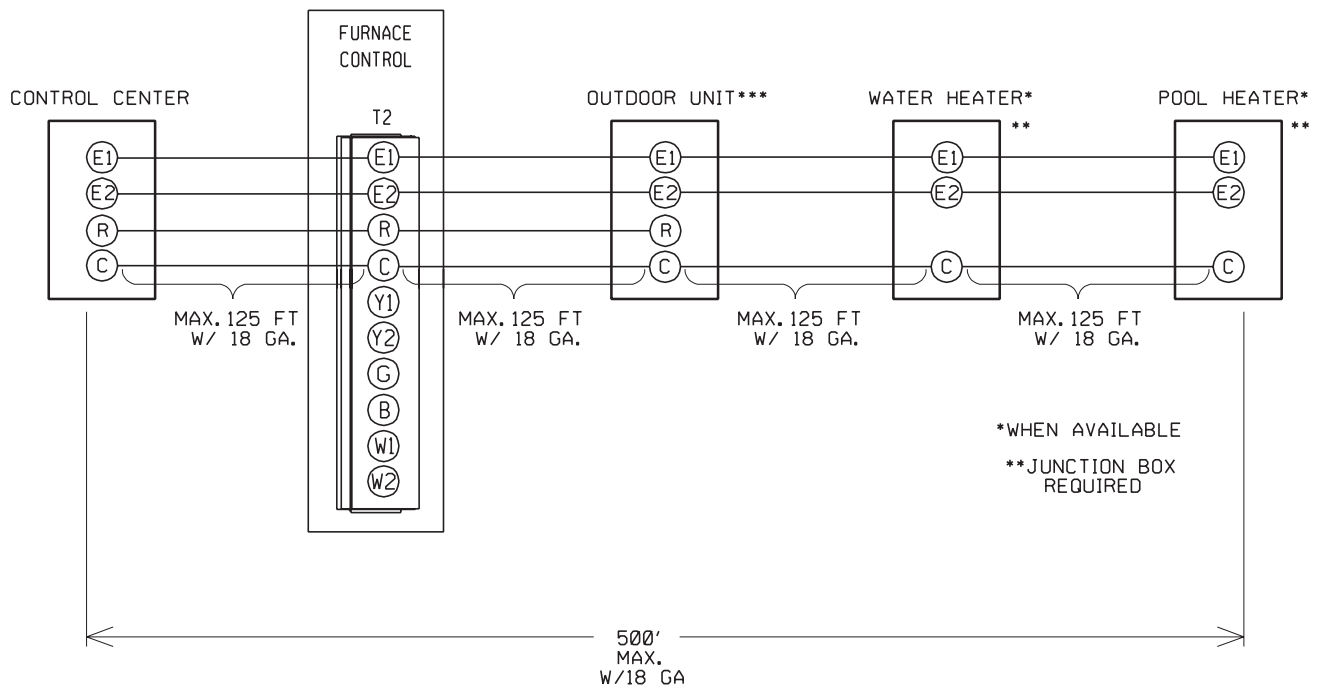 FURNACE
CONTROL
CONTROL CENTER
T2
OUTDOOR UNIT***
WATER HEATER*
**
POOL HEATER*
**
E1 E1 E1 E1 E1
E2 E2 E2 E2 E2
R R R
C C C C C
Y1
Y2
G
B
W1
W2
MAX. 125 FT
W/ 18 GA.
MAX. 125 FT
W/ 18 GA.
MAX. 125 FT
W/ 18 GA.
MAX. 125 FT
W/ 18 GA.
*WHEN AVAILABLE
**JUNCTION BOX
REQUIRED
500'
MAX.
W/18 GA